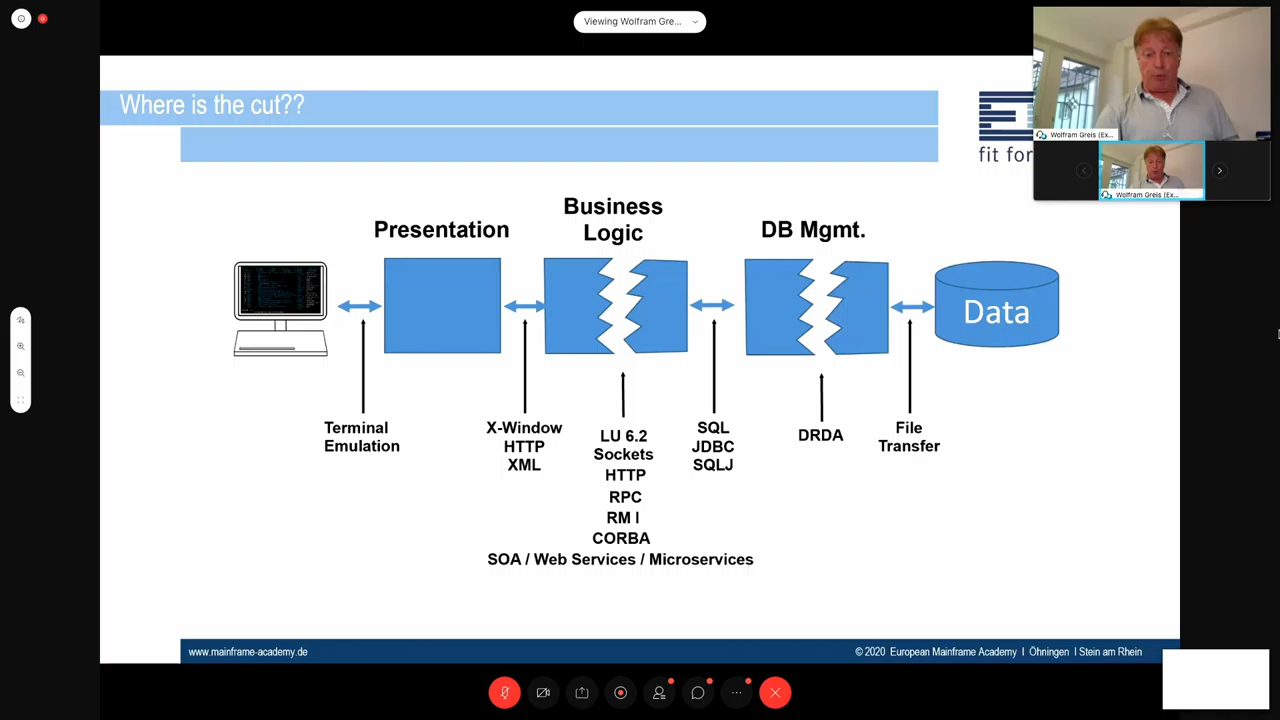 Viewing Wolfram Gre...
Where is the cut??
fit for
Wolfram Greis (Ex...
Wolfram Greis (Ex...
Presentation
Business
Logic
DB Mgmt.
Data
Terminal
Emulation
X-Window
HTTP
XML
LU 6.2
Sockets
HTTP
RPC
RM I
CORBA
SOA / Web Services / Microservices
SQL
JDBC
SQLJ
DRDA
File
Transfer
www.mainframe-academy.de
© 2020 European Mainframe Academy I Öhningen I Stein am Rhein